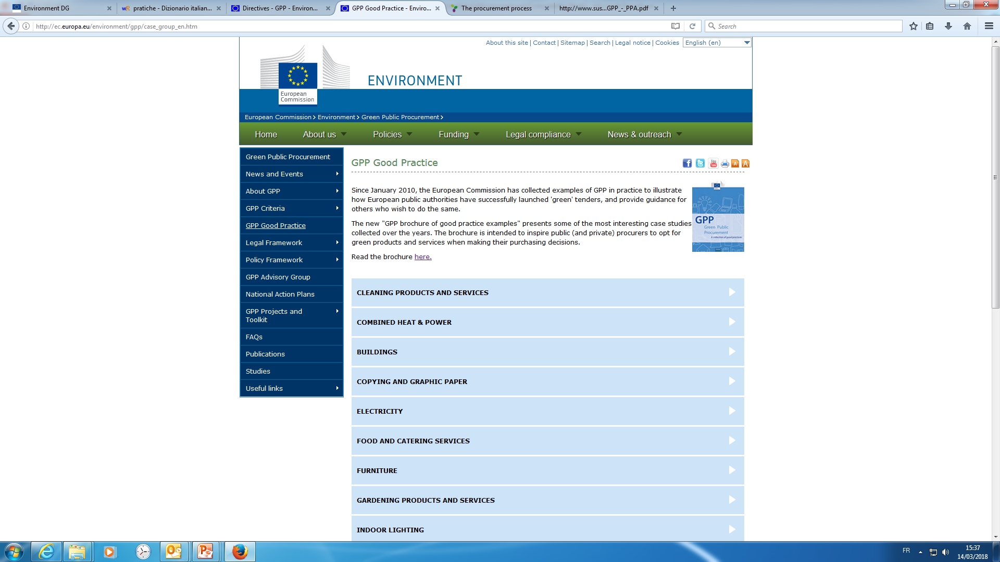 Environment DG
pratiche - Dizionario italian...
Directives - GPP - Environ...
GPP Good Practice - Enviro...
The procurement process
http://www.sus...GPP_-_PPA.pdf
http://ec.europa.eu/environment/gpp/case_group_en.htm
Search
About this site | Contact | Sitemap | Search | Legal notice | Cookies
English (en)
ENVIRONMENT
European
Commission
European Commission > Environment > Green Public Procurement >
Home
About us
Policies
Funding
Legal compliance
News & outreach
Green Public Procurement
News and Events
About GPP
GPP Criteria
GPP Good Practice
Legal Framework
Policy Framework
GPP Advisory Group
National Action Plans
GPP Projects and
Toolkit
FAQs
Publications
Studies
Useful links
GPP Good Practice
Since January 2010, the European Commission has collected examples of GPP in practice to illustrate
how European public authorities have successfully launched 'green' tenders, and provide guidance for
others who wish to do the same.
The new "GPP brochure of good practice examples" presents some of the most interesting case studies
collected over the years. The brochure is intended to inspire public (and private) procurers to opt for
green products and services when making their purchasing decisions.
Read the brochure here.
GPP
Green Public
Procurement
A collection of good practices
CLEANING PRODUCTS AND SERVICES
COMBINED HEAT & POWER
BUILDINGS
COPYING AND GRAPHIC PAPER
ELECTRICITY
FOOD AND CATERING SERVICES
FURNITURE
GARDENING PRODUCTS AND SERVICES
INDOOR LIGHTING
FR
15:37
14/03/2018